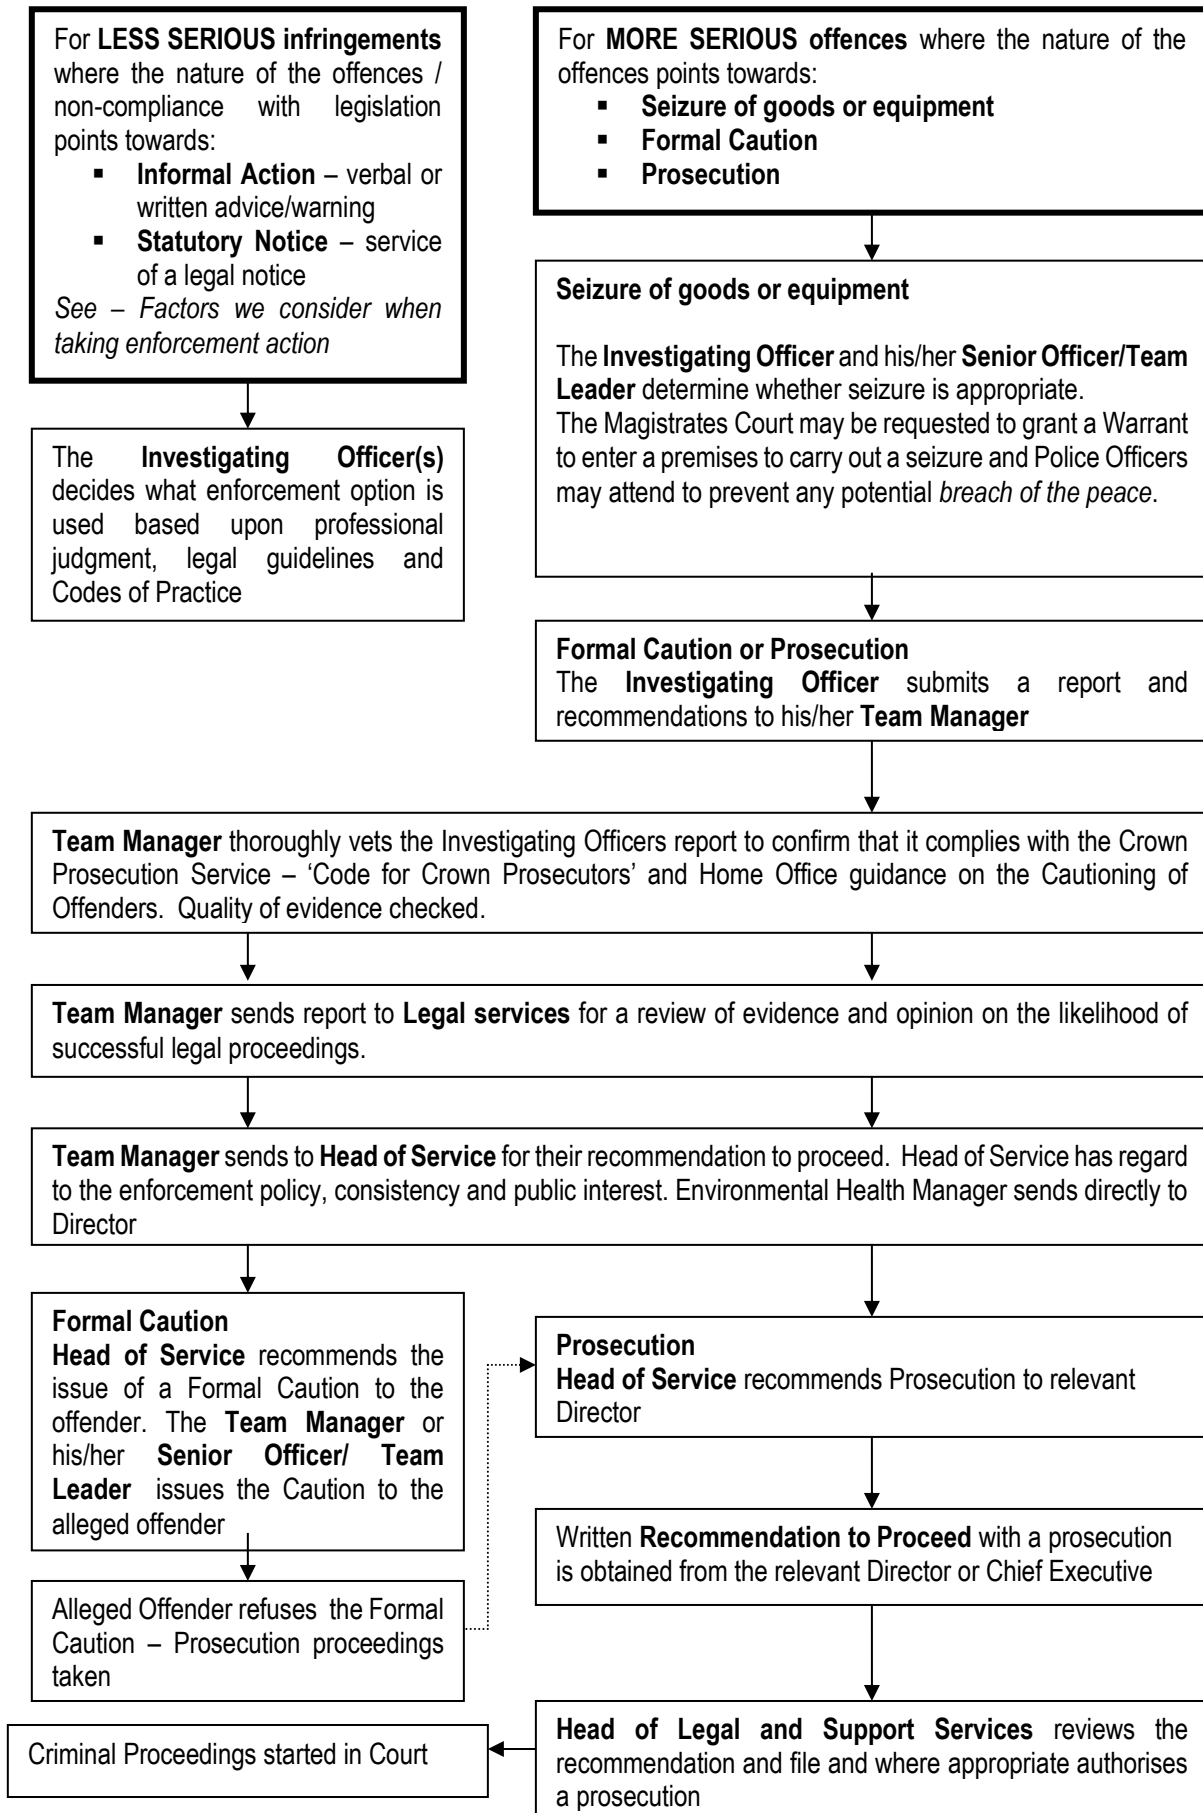 For LESS SERIOUS infringements
where the nature of the offences /
non-compliance with legislation
points towards:
▪ Informal Action – verbal or
written advice/warning
▪ Statutory Notice – service
of a legal notice
See – Factors we consider when
taking enforcement action
The Investigating Officer(s)
decides what enforcement option is
used based upon professional
judgment, legal guidelines and
Codes of Practice
For MORE SERIOUS offences where the nature of the
offences points towards:
▪ Seizure of goods or equipment
▪ Formal Caution
▪ Prosecution
Seizure of goods or equipment
The Investigating Officer and his/her Senior Officer/Team
Leader determine whether seizure is appropriate.
The Magistrates Court may be requested to grant a Warrant
to enter a premises to carry out a seizure and Police Officers
may attend to prevent any potential breach of the peace.
Formal Caution or Prosecution
The Investigating Officer submits a report and
recommendations to his/her Team Manager
Team Manager thoroughly vets the Investigating Officers report to confirm that it complies with the Crown
Prosecution Service – ‘Code for Crown Prosecutors’ and Home Office guidance on the Cautioning of
Offenders. Quality of evidence checked.
Team Manager sends report to Legal services for a review of evidence and opinion on the likelihood of
successful legal proceedings.
Team Manager sends to Head of Service for their recommendation to proceed. Head of Service has regard
to the enforcement policy, consistency and public interest. Environmental Health Manager sends directly to
Director
Formal Caution
Head of Service recommends the
issue of a Formal Caution to the
offender. The Team Manager or
his/her Senior Officer/ Team
Leader issues the Caution to the
alleged offender
Alleged Offender refuses the Formal
Caution – Prosecution proceedings
taken
Prosecution
Head of Service recommends Prosecution to relevant
Director
Written Recommendation to Proceed with a prosecution
is obtained from the relevant Director or Chief Executive
Head of Legal and Support Services reviews the
recommendation and file and where appropriate authorises
a prosecution
Criminal Proceedings started in Court